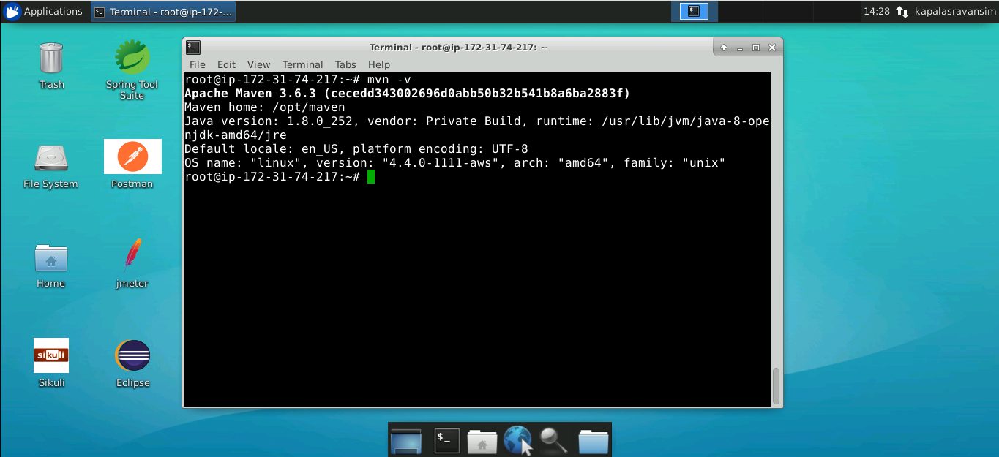 Applications
Terminal - root@ip-172-...
14:28
kapalasravansim
Trash
Spring Tool
Suite
File System
Postman
Home
jmeter
sikuli
Sikuli
Eclipse
Terminal - root@ip-172-31-74-217: ~
File Edit View Terminal Tabs Help
root@ip-172-31-74-217:~# mvn -v
Apache Maven 3.6.3 (cecedd343002696d0abb50b32b541b8a6ba2883f)
Maven home: /opt/maven
Java version: 1.8.0_252, vendor: Private Build, runtime: /usr/lib/jvm/java-8-ope
njdk-amd64/jre
Default locale: en_US, platform encoding: UTF-8
OS name: "linux", version: "4.4.0-1111-aws", arch: "amd64", family: "unix"
root@ip-172-31-74-217:~#